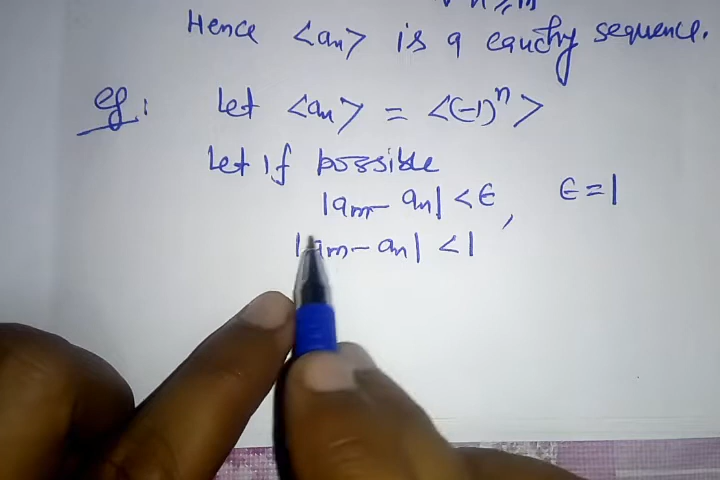 ∀ n ≥ m
Hence <an> is a cauchy sequence.
eg: Let <an> = <(-1)^n>
Let if possible
|am - an| < ε, ε = 1
|am - an| < 1